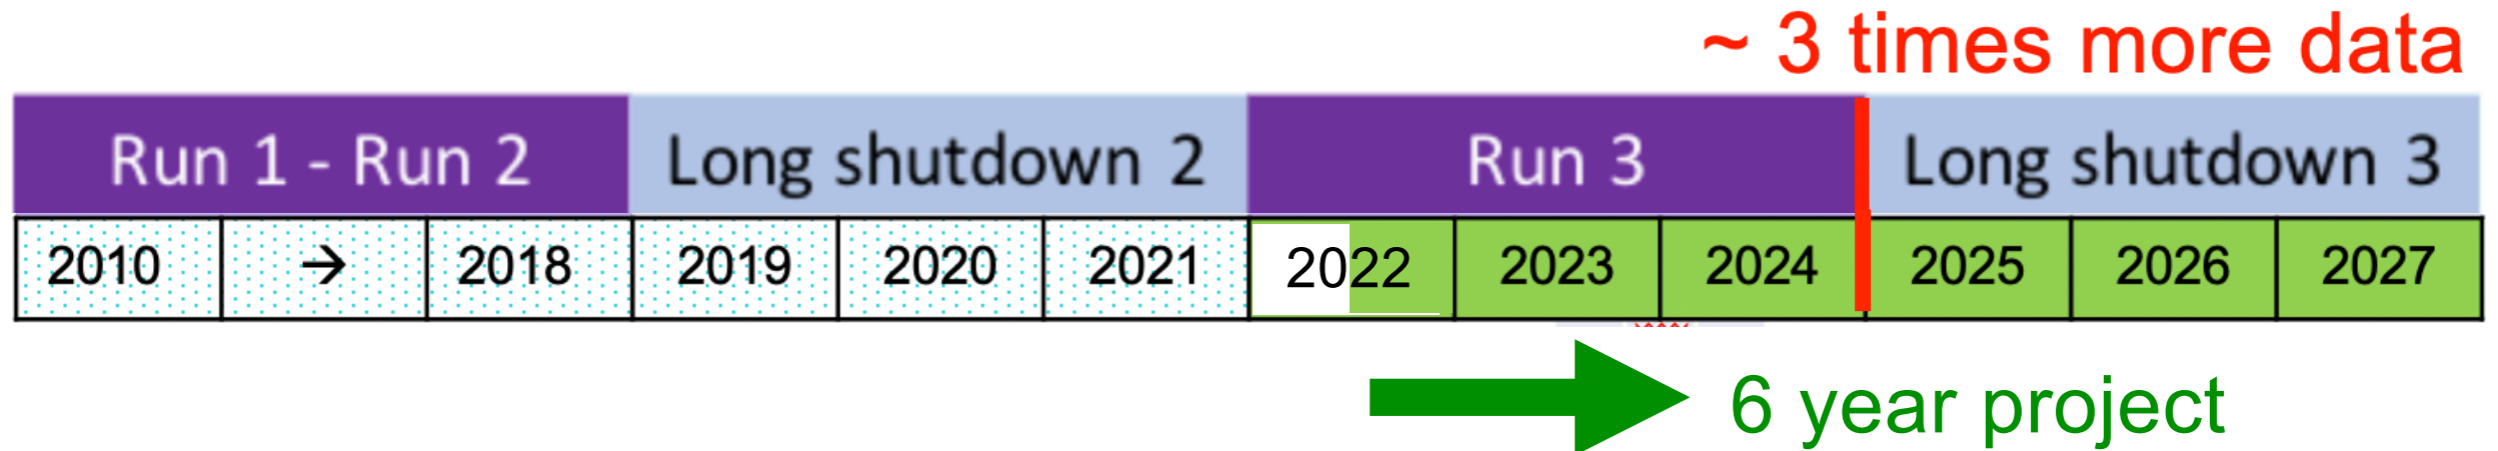 ~ 3 times more data
Run 1 - Run 2 Long shutdown 2 Run 3 Long shutdown 3
2010 → 2018 2019 2020 2021 2022 2023 2024 2025 2026 2027
6 year project